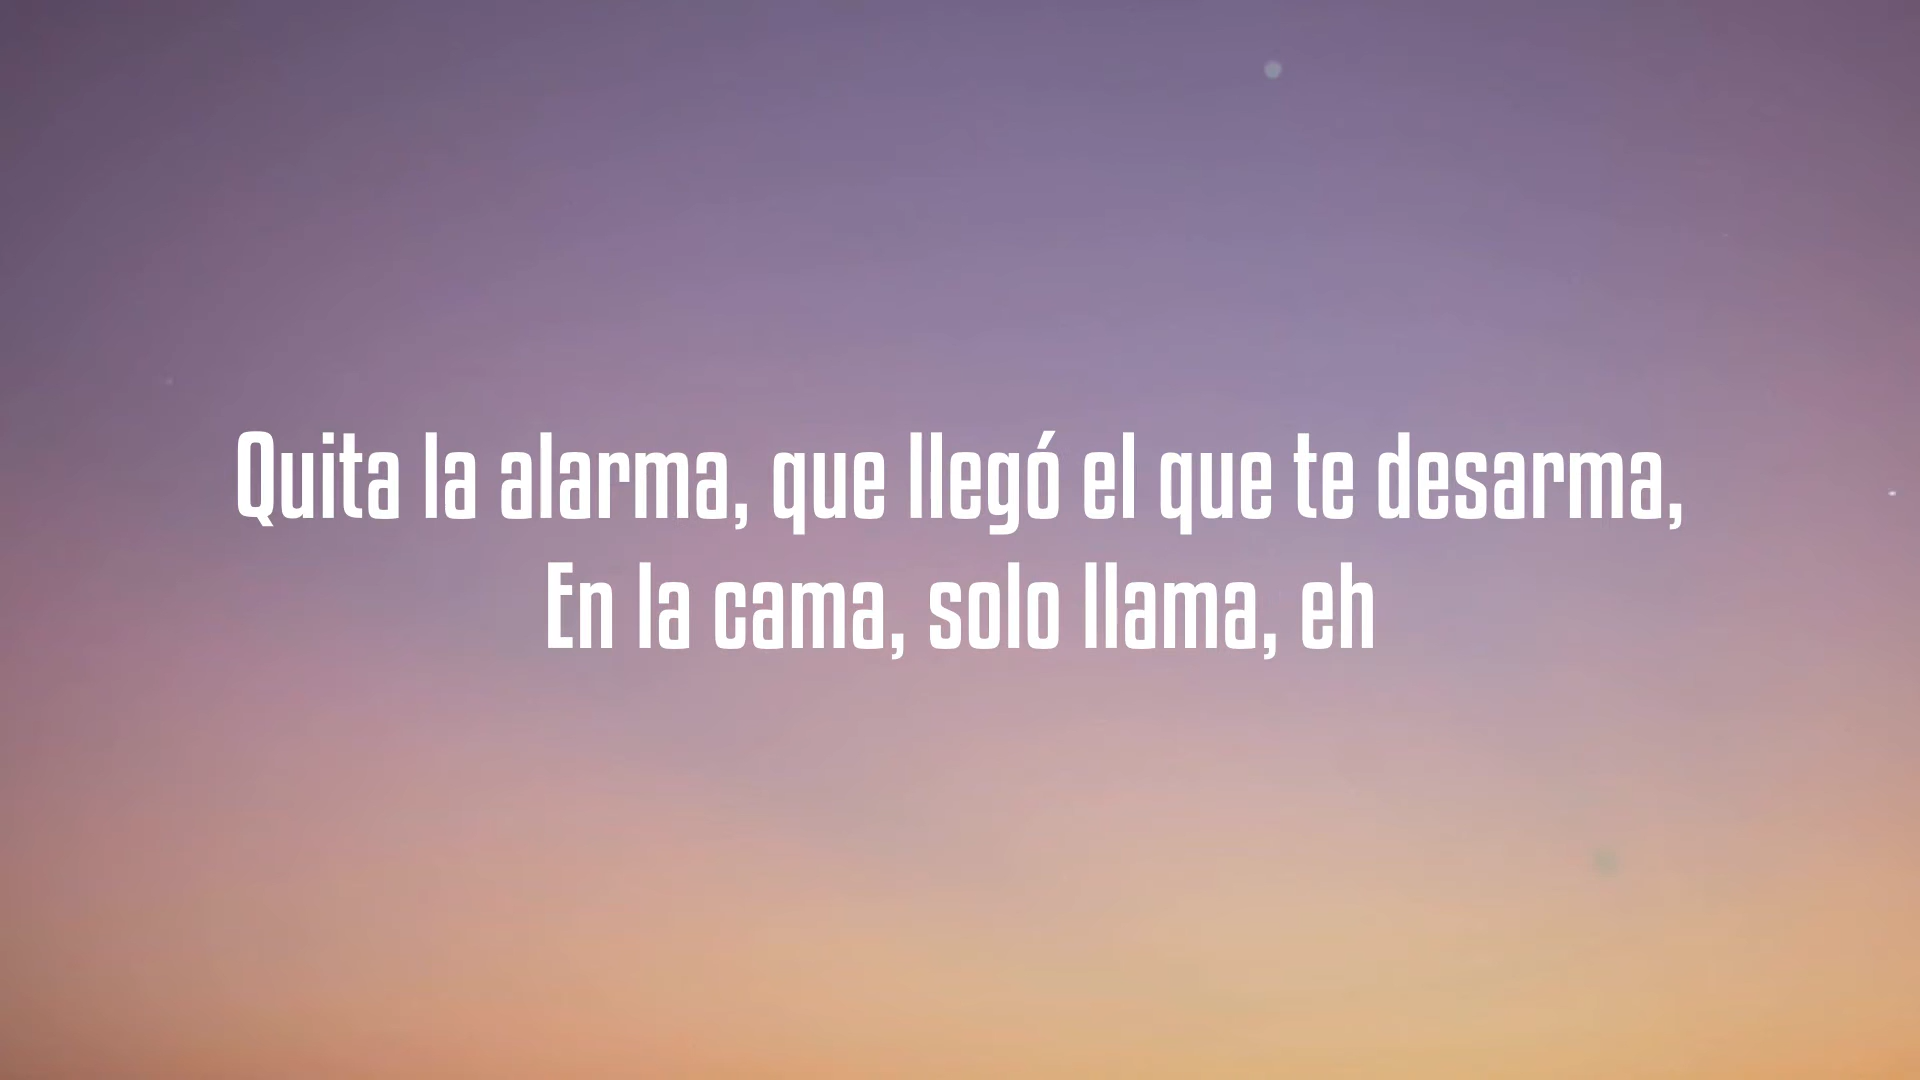 Quita la alarma, que llegó el que te desarma,
En la cama, solo llama, eh